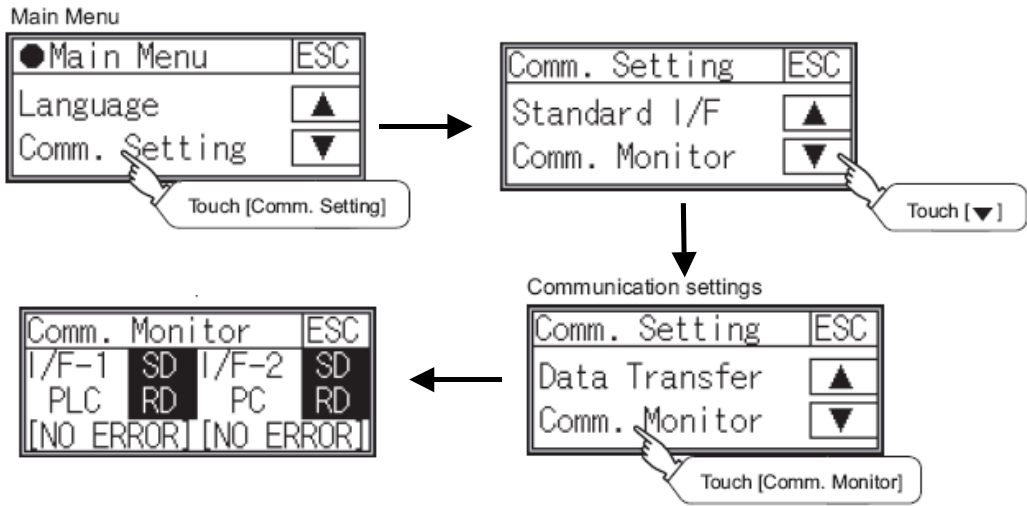 Main Menu
●Main Menu ESC
Language ▲
Comm. Setting ▼
Touch [Comm. Setting]
Comm. Setting ESC
Standard I/F ▲
Comm. Monitor ▼
Touch [▼]
Communication settings
Comm. Setting ESC
Data Transfer ▲
Comm. Monitor ▼
Touch [Comm. Monitor]
Comm. Monitor ESC
I/F-1 SD I/F-2 SD
PLC RD PC RD
[NO ERROR] [NO ERROR]